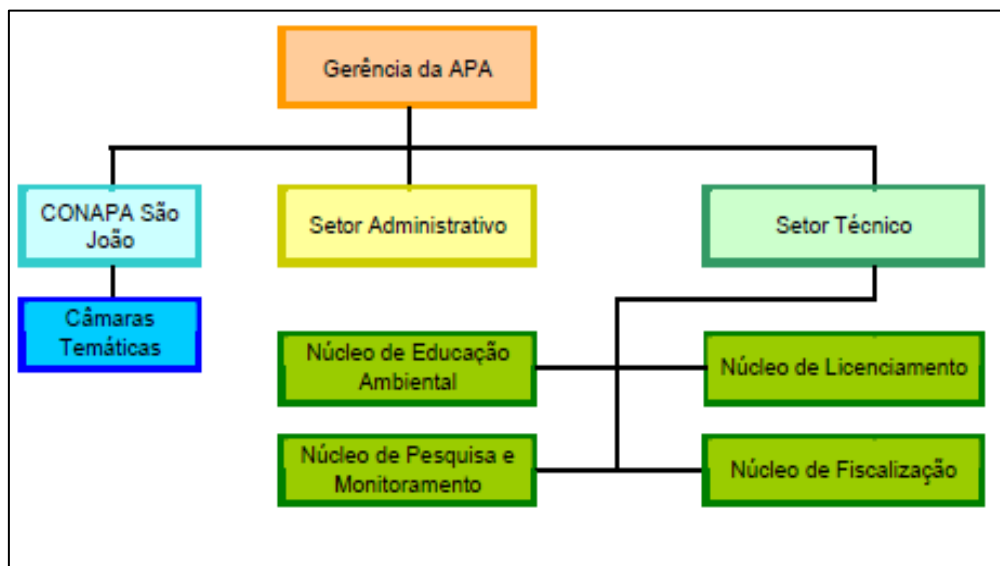 Gerência da APA
CONAPA São
João
Setor Administrativo
Setor Técnico
Câmaras
Temáticas
Núcleo de Educação
Ambiental
Núcleo de Licenciamento
Núcleo de Pesquisa e
Monitoramento
Núcleo de Fiscalização